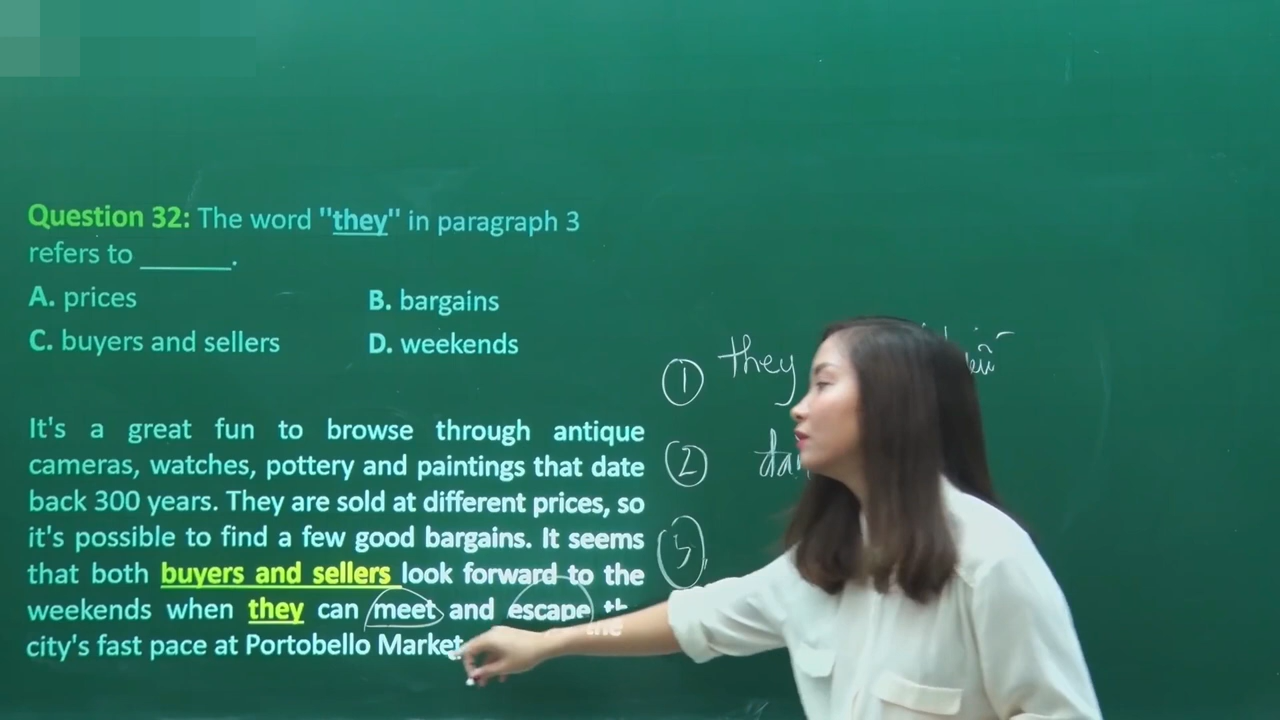 Question 32: The word "they" in paragraph 3
refers to ______.
A. prices B. bargains
C. buyers and sellers D. weekends
It's a great fun to browse through antique
cameras, watches, pottery and paintings that date
back 300 years. They are sold at different prices, so
it's possible to find a few good bargains. It seems
that both buyers and sellers look forward to the
weekends when they can meet and escape the
city's fast pace at Portobello Market.
1 they
2
3